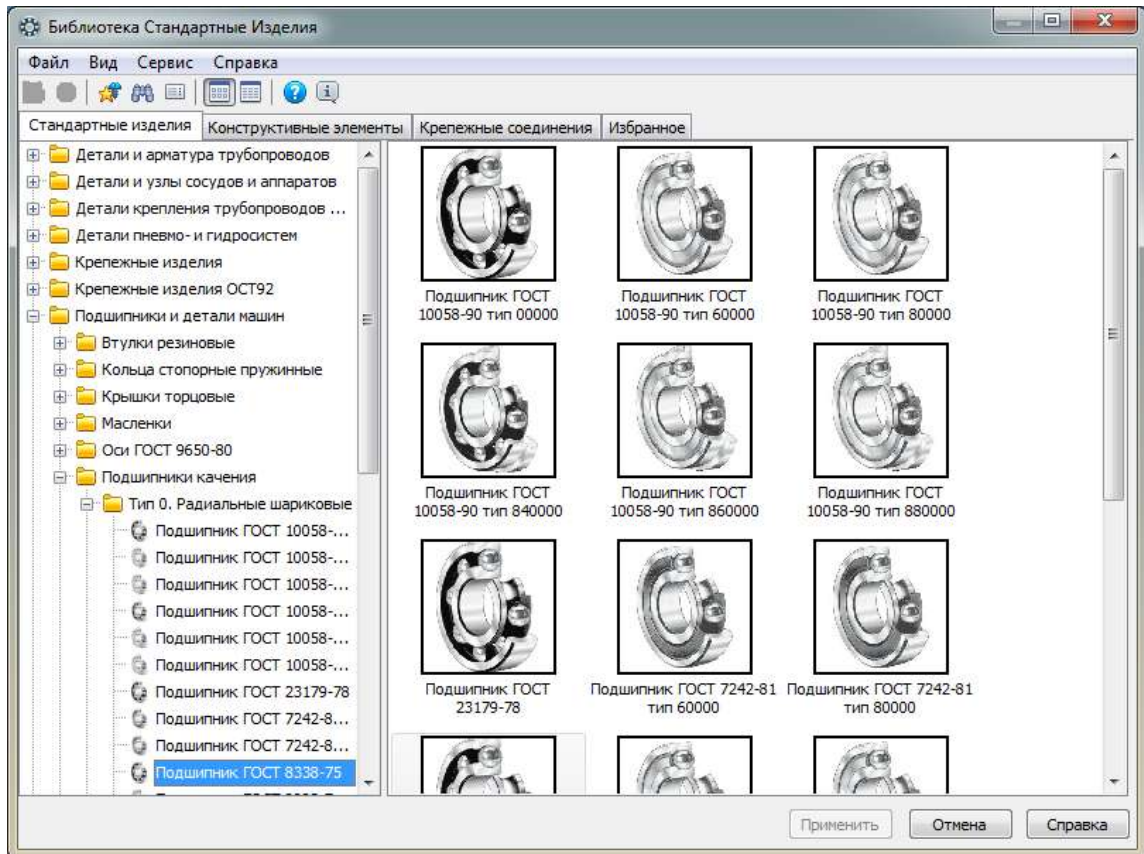 Библиотека Стандартные Изделия
Файл Вид Сервис Справка
Стандартные изделия Конструктивные элементы Крепежные соединения Избранное
Детали и арматура трубопроводов
Детали и узлы сосудов и аппаратов
Детали крепления трубопроводов ...
Детали пневмо- и гидросистем
Крепежные изделия
Крепежные изделия ОСТ92
Подшипники и детали машин
Втулки резиновые
Кольца стопорные пружинные
Крышки торцовые
Масленки
Оси ГОСТ 9650-80
Подшипники качения
Тип 0. Радиальные шариковые
Подшипник ГОСТ 10058-...
Подшипник ГОСТ 10058-...
Подшипник ГОСТ 10058-...
Подшипник ГОСТ 10058-...
Подшипник ГОСТ 10058-...
Подшипник ГОСТ 10058-...
Подшипник ГОСТ 23179-78
Подшипник ГОСТ 7242-8...
Подшипник ГОСТ 7242-8...
Подшипник ГОСТ 8338-75
Подшипник ГОСТ
10058-90 тип 00000
Подшипник ГОСТ
10058-90 тип 60000
Подшипник ГОСТ
10058-90 тип 80000
Подшипник ГОСТ
10058-90 тип 840000
Подшипник ГОСТ
10058-90 тип 860000
Подшипник ГОСТ
10058-90 тип 880000
Подшипник ГОСТ
23179-78
Подшипник ГОСТ 7242-81
тип 60000
Подшипник ГОСТ 7242-81
тип 80000
Применить Отмена Справка